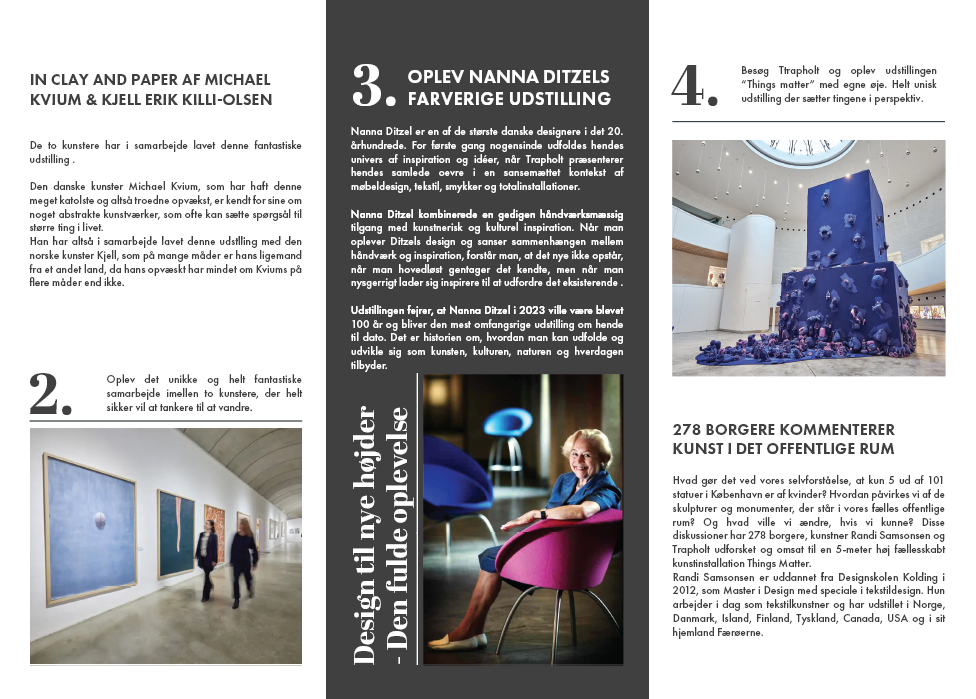 IN CLAY AND PAPER AF MICHAEL
KVIUM & KJELL ERIK KILLI-OLSEN
De to kunstere har i samarbejde lavet denne fantastiske
udstilling .
Den danske kunster Michael Kvium, som har haft denne
meget katolste og altså troedne opvækst, er kendt for sine om
noget abstrakte kunstværker, som ofte kan sætte spørgsål til
større ting i livet.
Han har altså i samarbejde lavet denne udstlling med den
norske kunster Kjell, som på mange måder er hans ligemand
fra et andet land, da hans opvæskt har mindet om Kviums på
flere måder end ikke.
2.
Oplev det unikke og helt fantastiske
samarbejde imellen to kunstere, der helt
sikker vil at tankere til at vandre.
3.
OPLEV NANNA DITZELS
FARVERIGE UDSTILLING
Nanna Ditzel er en af de største danske designere i det 20.
århundrede. For første gang nogensinde udfoldes hendes
univers af inspiration og idéer, når Trapholt præsenterer
hendes samlede oevre i en sansemættet kontekst af
møbeldesign, tekstil, smykker og totalinstallationer.
Nanna Ditzel kombinerede en gedigen håndværksmæssig
tilgang med kunstnerisk og kulturel inspiration. Når man
oplever Ditzels design og sanser sammenhængen mellem
håndværk og inspiration, forstår man, at det nye ikke opstår,
når man hovedløst gentager det kendte, men når man
nysgerrigt lader sig inspirere til at udfordre det eksisterende .
Udstillingen fejrer, at Nanna Ditzel i 2023 ville være blevet
100 år og bliver den mest omfangsrige udstilling om hende
til dato. Det er historien om, hvordan man kan udfolde og
udvikle sig som kunsten, kulturen, naturen og hverdagen
tilbyder.
Design til nye højder
- Den fulde oplevelse
4.
Besøg Ttrapholt og oplev udstillingen
“Things matter” med egne øje. Helt unisk
udstilling der sætter tingene i perspektiv.
278 BORGERE KOMMENTERER
KUNST I DET OFFENTLIGE RUM
Hvad gør det ved vores selvforståelse, at kun 5 ud af 101
statuer i København er af kvinder? Hvordan påvirkes vi af de
skulpturer og monumenter, der står i vores fælles offentlige
rum? Og hvad ville vi ændre, hvis vi kunne? Disse
diskussioner har 278 borgere, kunstner Randi Samsonsen og
Trapholt udforsket og omsat til en 5-meter høj fællesskabt
kunstinstallation Things Matter.
Randi Samsonsen er uddannet fra Designskolen Kolding i
2012, som Master i Design med speciale i tekstildesign. Hun
arbejder i dag som tekstilkunstner og har udstillet i Norge,
Danmark, Island, Finland, Tyskland, Canada, USA og i sit
hjemland Færøerne.